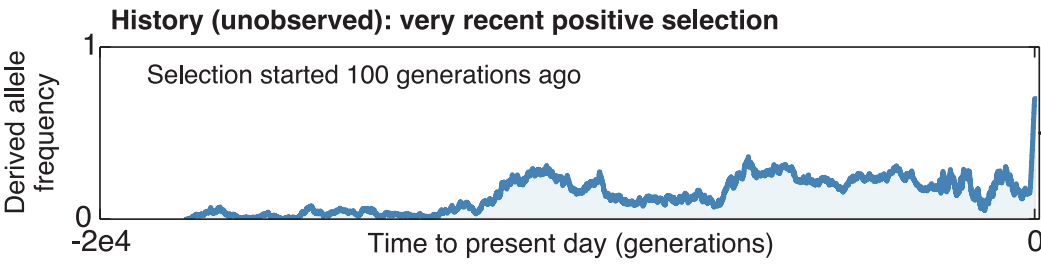 History (unobserved): very recent positive selection
1
Selection started 100 generations ago
Derived allele
frequency
0
-2e4
Time to present day (generations)
0